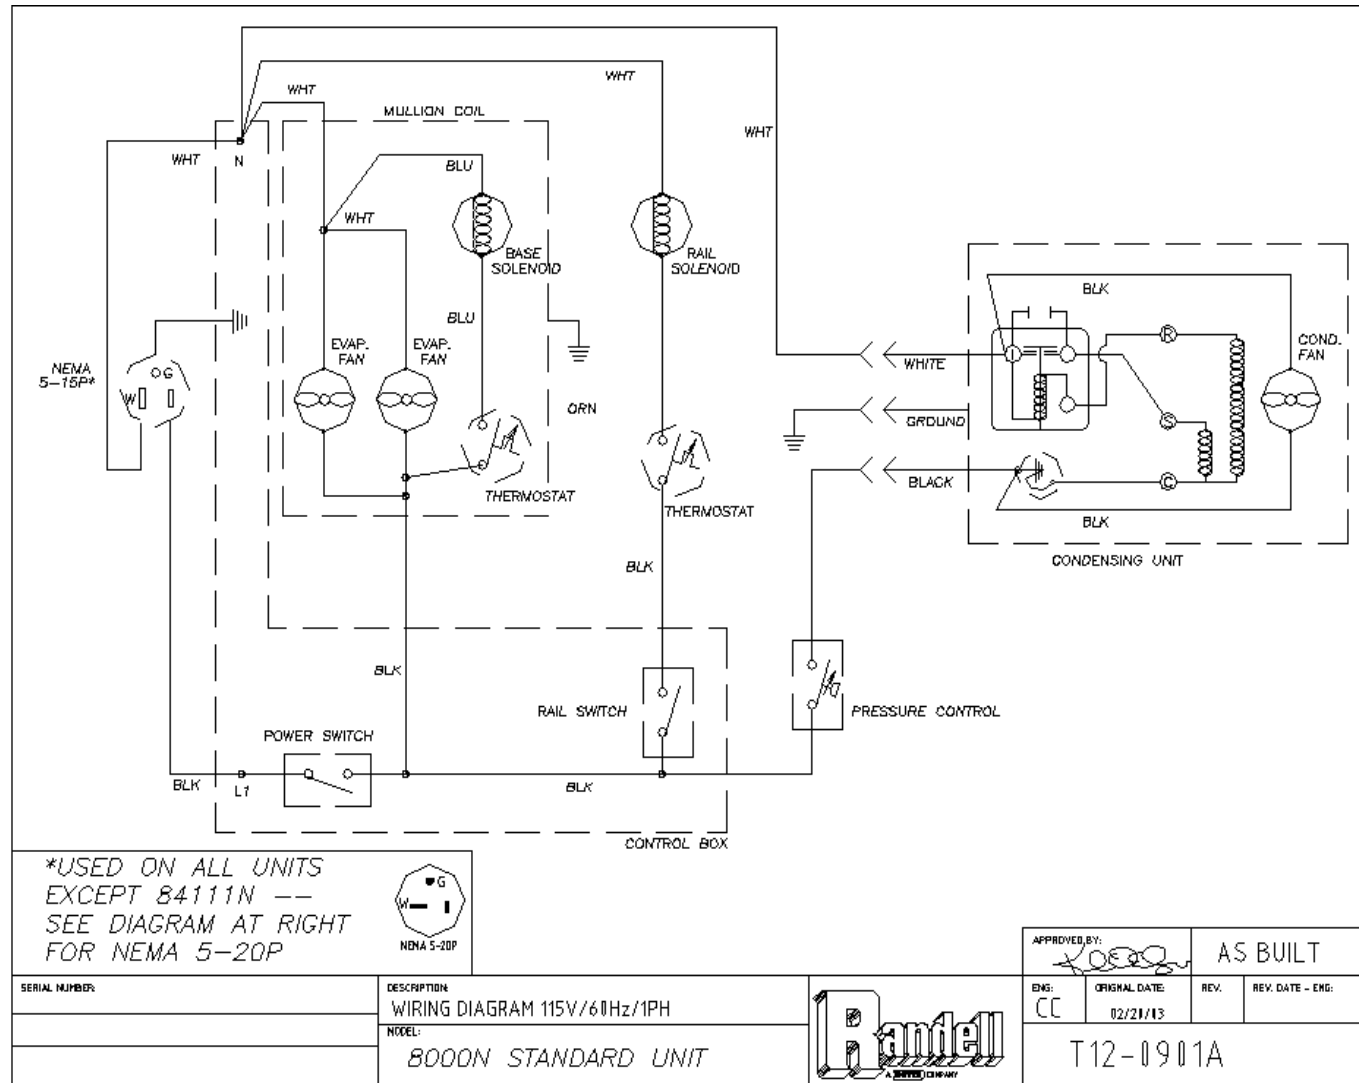 WHT
WHT
MULLION COIL
WHT
WHT
N
BLU
WHT
BASE
SOLENOID
RAIL
SOLENOID
BLK
BLU
EVAP.
FAN
EVAP.
FAN
COND.
FAN
NEMA
5-15P*
G
W
WHITE
R
ORN
GROUND
S
THERMOSTAT
BLACK
C
THERMOSTAT
BLK
CONDENSING UNIT
BLK
BLK
RAIL SWITCH
PRESSURE CONTROL
POWER SWITCH
BLK
L1
BLK
CONTROL BOX
*USED ON ALL UNITS
EXCEPT 84111N --
SEE DIAGRAM AT RIGHT
FOR NEMA 5-20P
G
W
NEMA 5-20P
APPROVED BY:
AS BUILT
SERIAL NUMBER:
DESCRIPTION:
WIRING DIAGRAM 115V/60Hz/1PH
MODEL:
8000N STANDARD UNIT
Randell
A COMPANY
ENG:
CC
ORIGINAL DATE:
02/20/03
REV.
REV. DATE - ENG:
T12-0901A